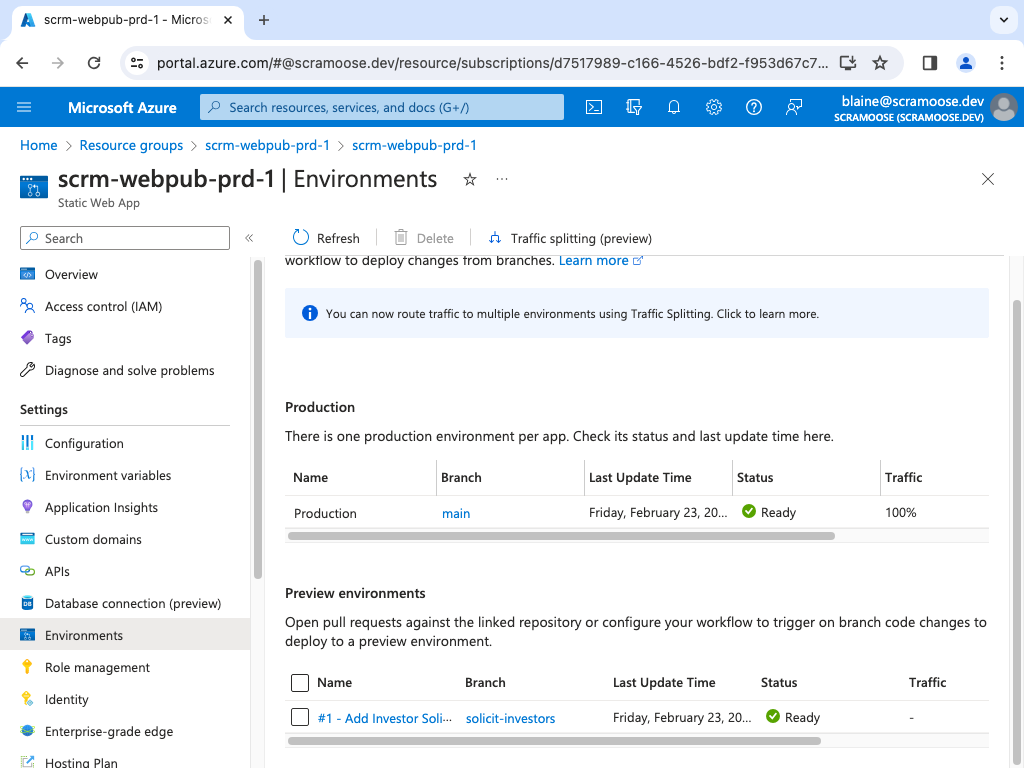 scrm-webpub-prd-1 - Micros
portal.azure.com/#@scramoose.dev/resource/subscriptions/d7517989-c166-4526-bdf2-f953d67c7...
Microsoft Azure
Search resources, services, and docs (G+/)
blaine@scramoose.dev
SCRAMOOSE (SCRAMOOSE.DEV)
Home > Resource groups > scrm-webpub-prd-1 > scrm-webpub-prd-1
scrm-webpub-prd-1 | Environments
Static Web App
Search
Refresh
Delete
Traffic splitting (preview)
Overview
Access control (IAM)
Tags
Diagnose and solve problems
Settings
Configuration
Environment variables
Application Insights
Custom domains
APIs
Database connection (preview)
Environments
Role management
Identity
Enterprise-grade edge
Hosting Plan
workflow to deploy changes from branches. Learn more
You can now route traffic to multiple environments using Traffic Splitting. Click to learn more.
Production
There is one production environment per app. Check its status and last update time here.
Name Branch Last Update Time Status Traffic
Production main Friday, February 23, 20... Ready 100%
Preview environments
Open pull requests against the linked repository or configure your workflow to trigger on branch code changes to
deploy to a preview environment.
Name Branch Last Update Time Status Traffic
#1 - Add Investor Soli... solicit-investors Friday, February 23, 20... Ready -